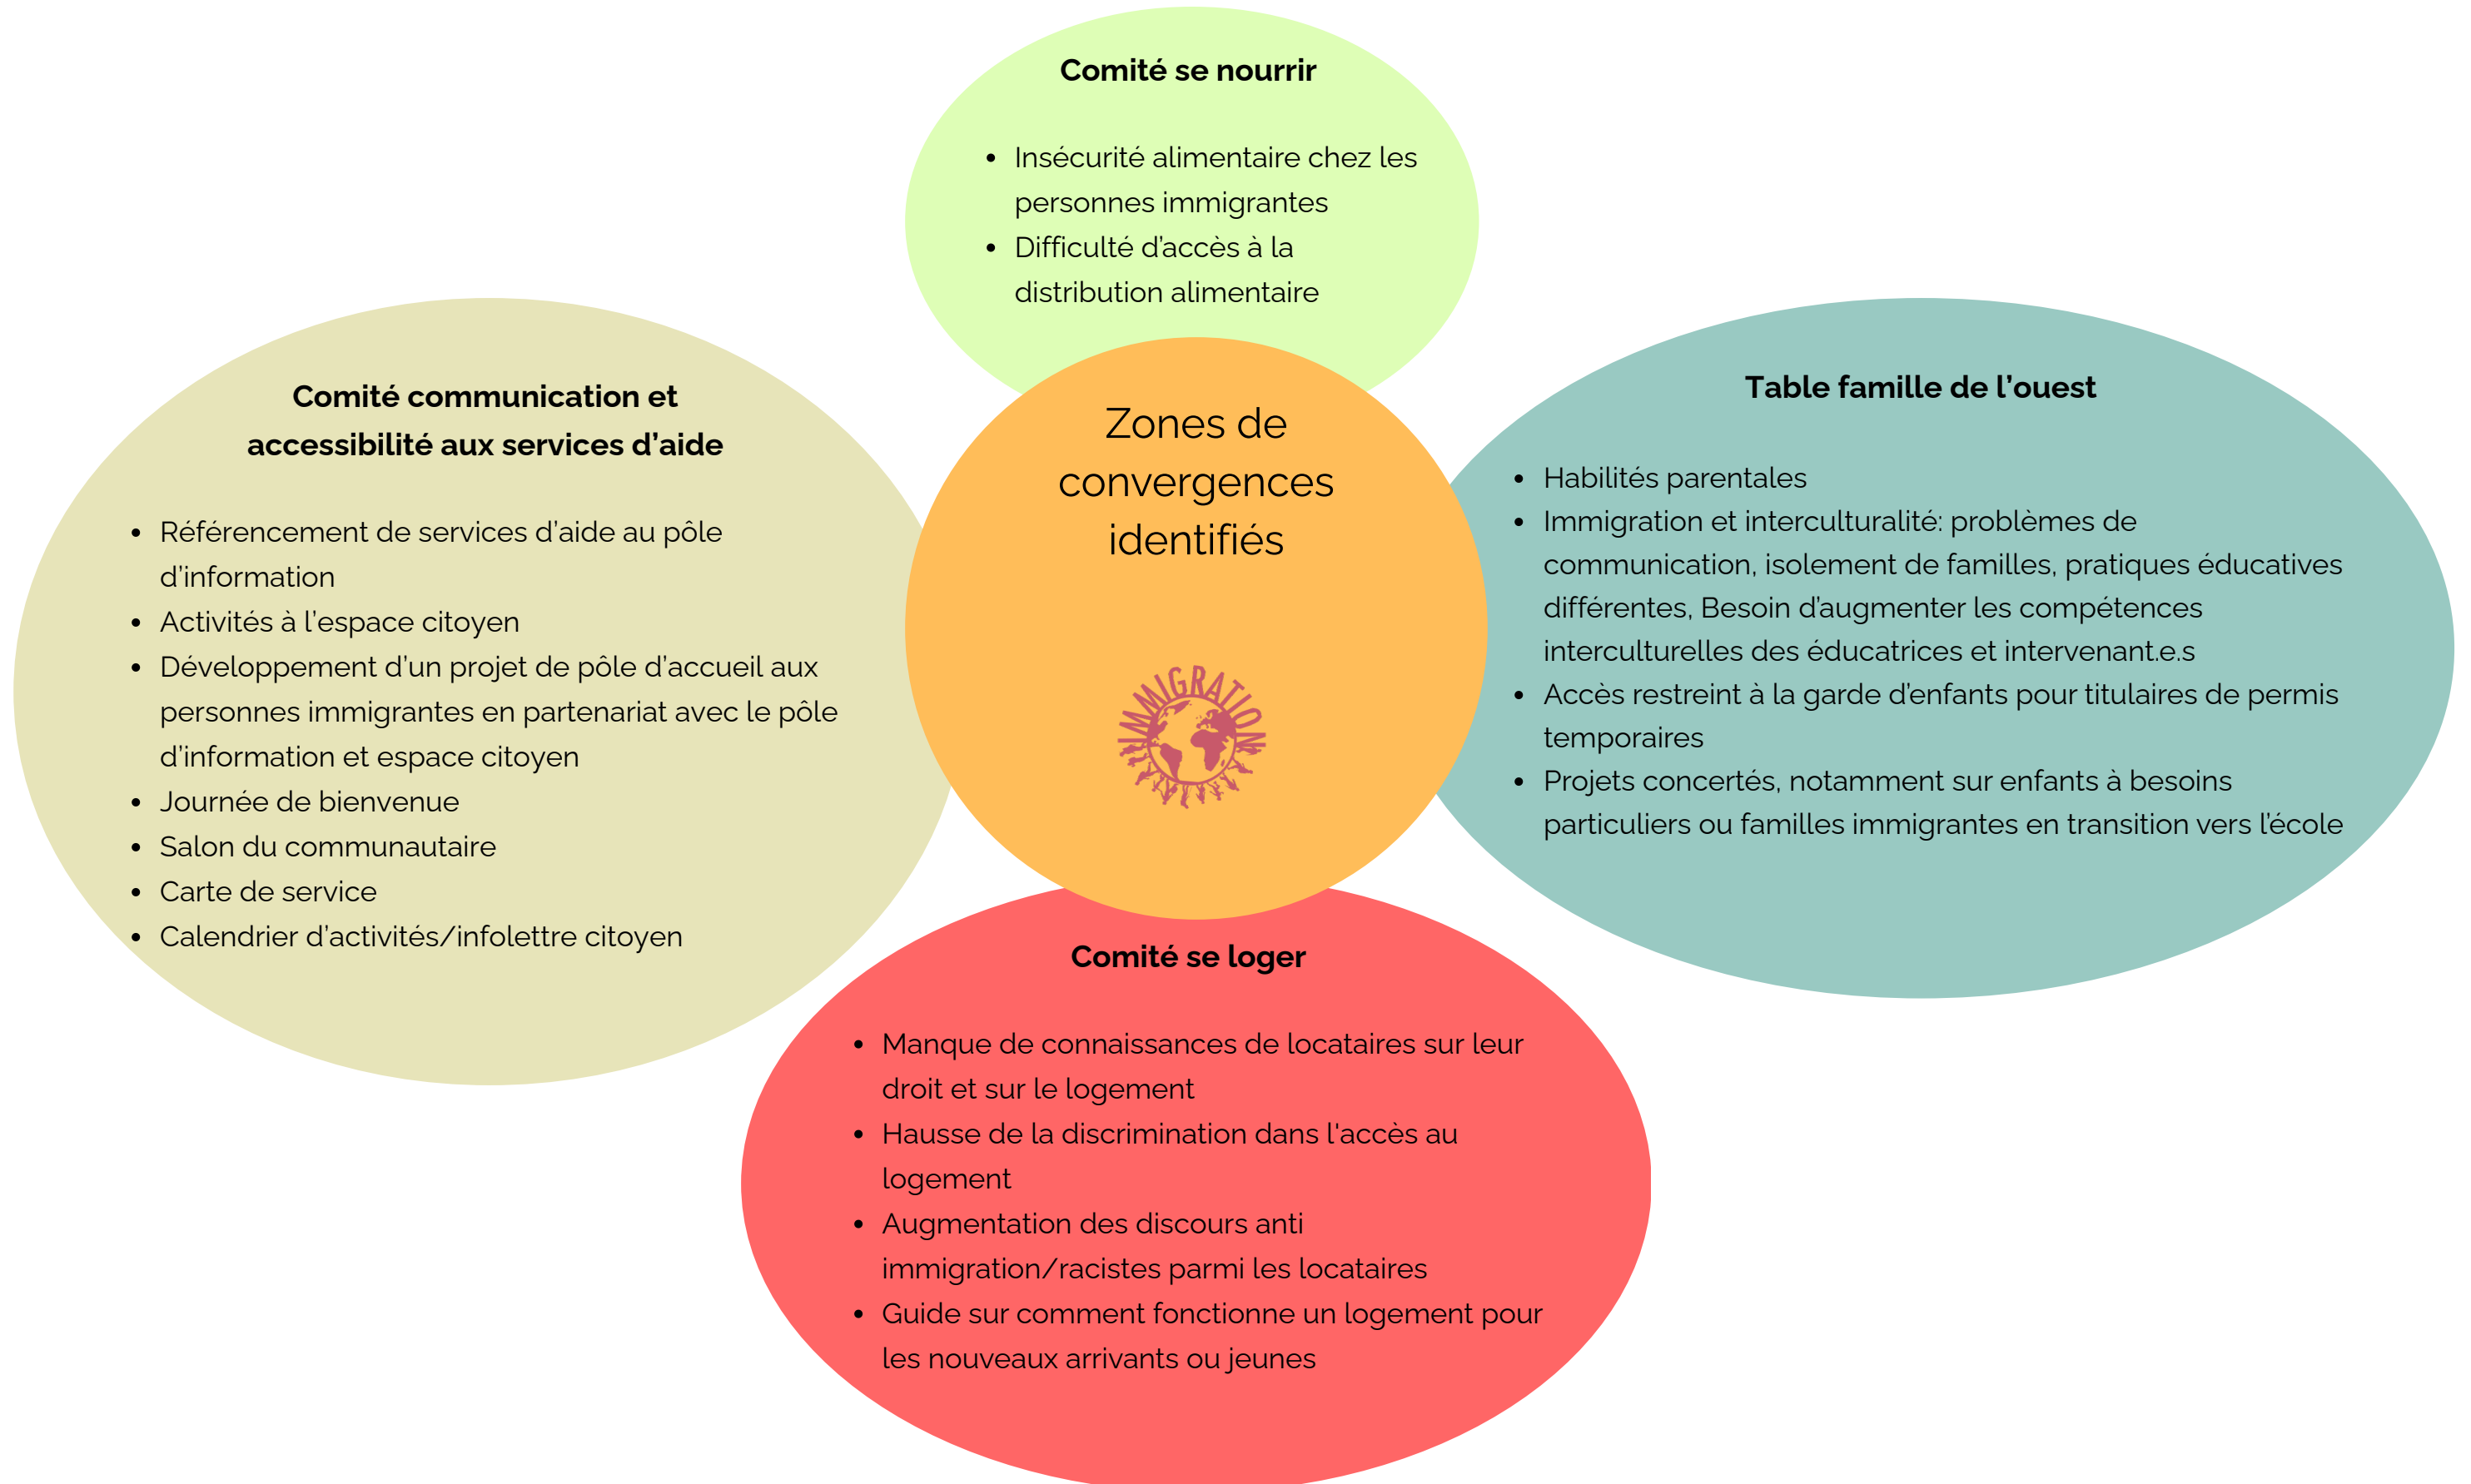 Comité se nourrir
• Insécurité alimentaire chez les
personnes immigrantes
• Difficulté d’accès à la
distribution alimentaire
Comité communication et
accessibilité aux services d’aide
• Référencement de services d’aide au pôle
d’information
• Activités à l’espace citoyen
• Développement d’un projet de pôle d’accueil aux
personnes immigrantes en partenariat avec le pôle
d’information et espace citoyen
• Journée de bienvenue
• Salon du communautaire
• Carte de service
• Calendrier d’activités/infolettre citoyen
Zones de
convergences
identifiés
IMMIGRATION
Table famille de l’ouest
• Habilités parentales
• Immigration et interculturalité: problèmes de
communication, isolement de familles, pratiques éducatives
différentes, Besoin d’augmenter les compétences
interculturelles des éducatrices et intervenant.e.s
• Accès restreint à la garde d’enfants pour titulaires de permis
temporaires
• Projets concertés, notamment sur enfants à besoins
particuliers ou familles immigrantes en transition vers l’école
Comité se loger
• Manque de connaissances de locataires sur leur
droit et sur le logement
• Hausse de la discrimination dans l'accès au
logement
• Augmentation des discours anti
immigration/racistes parmi les locataires
• Guide sur comment fonctionne un logement pour
les nouveaux arrivants ou jeunes